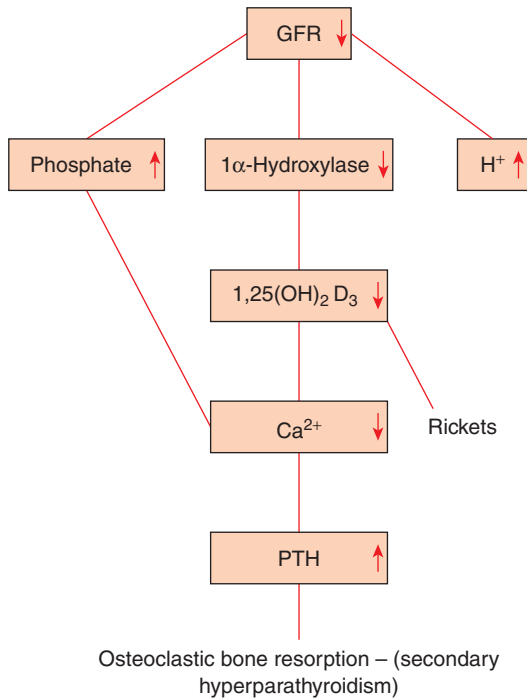 GFR ↓
Phosphate ↑
1α-Hydroxylase ↓
H⁺ ↑
1,25(OH)₂ D₃ ↓
Rickets
Ca²⁺ ↓
PTH ↑
Osteoclastic bone resorption – (secondary
hyperparathyroidism)